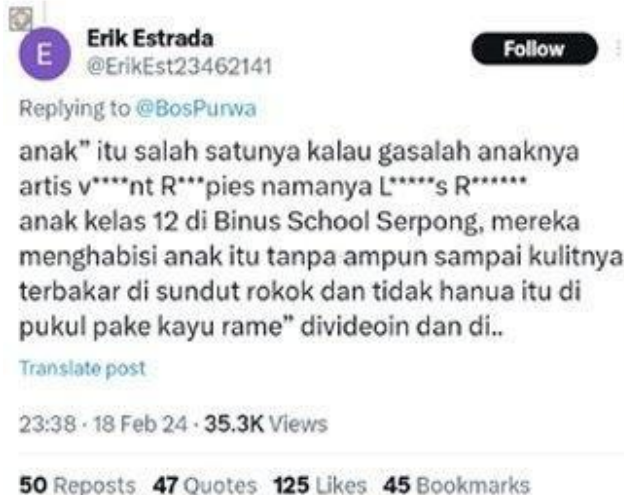 E
Erik Estrada
@ErikEst23462141
Follow
Replying to @BosPurwa
anak” itu salah satunya kalau gasalah anaknya
artis v****nt R***pies namanya L*****s R******
anak kelas 12 di Binus School Serpong, mereka
menghabisi anak itu tanpa ampun sampai kulitnya
terbakar di sundut rokok dan tidak hanua itu di
pukul pake kayu rame” divideoin dan di..
Translate post
23:38 · 18 Feb 24 · 35.3K Views
50 Reposts 47 Quotes 125 Likes 45 Bookmarks